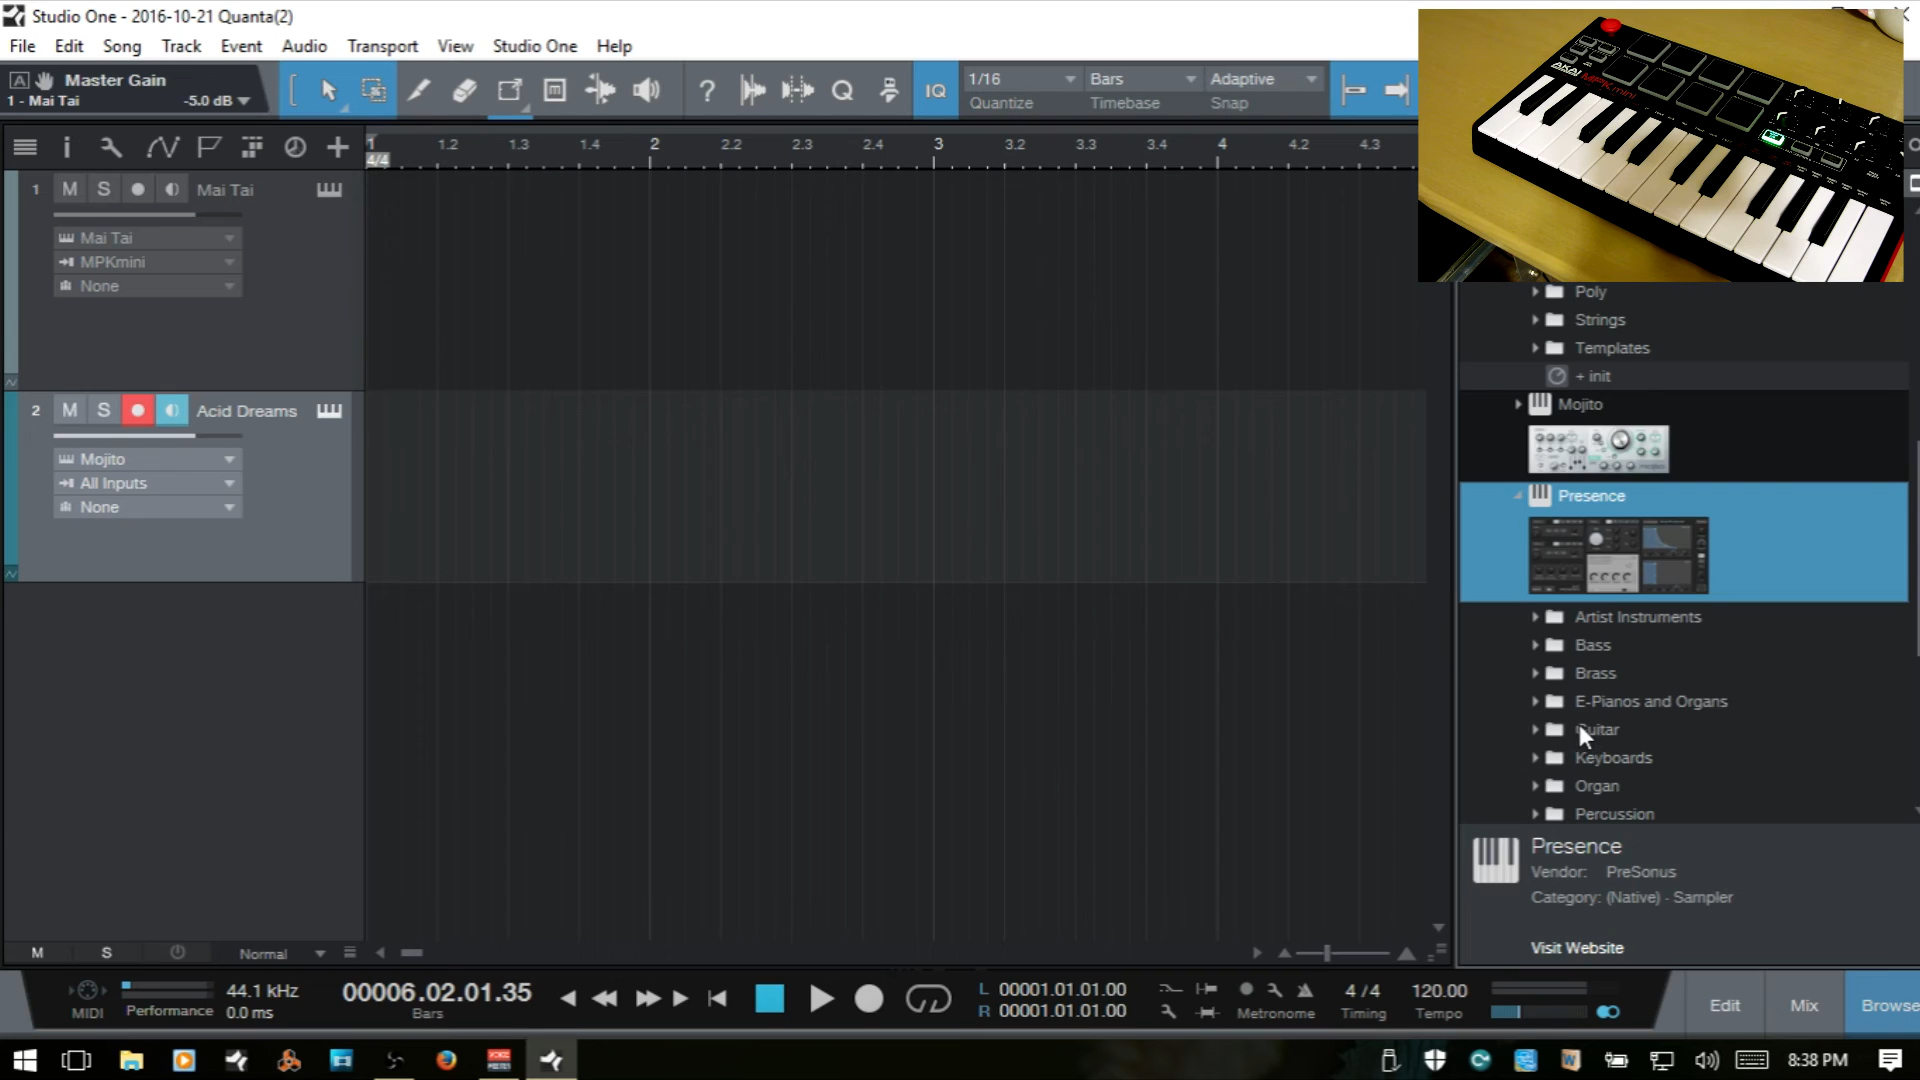 Studio One - 2016-10-21 Quanta(2)
File Edit Song Track Event Audio Transport View Studio One Help
A Master Gain
1 - Mai Tai -5.0 dB
IQ
1/16 Bars Adaptive
Quantize Timebase Snap
AKAI
MPKmini
1 1.2 1.3 1.4 2 2.2 2.3 2.4 3 3.2 3.3 3.4 4 4.2 4.3
4/4
1 M S Mai Tai
Mai Tai
MPKmini
None
2 M S Acid Dreams
Mojito
All Inputs
None
Poly
Strings
Templates
+ init
Mojito
Presence
Artist Instruments
Bass
Brass
E-Pianos and Organs
Guitar
Keyboards
Organ
Percussion
Presence
Vendor: PreSonus
Category: (Native) - Sampler
Visit Website
M S Normal
MIDI
Performance
44.1 kHz
0.0 ms
00006.02.01.35
Bars
L 00001.01.01.00
R 00001.01.01.00
Metronome
4 / 4
Timing
120.00
Tempo
Edit Mix Browse
8:38 PM